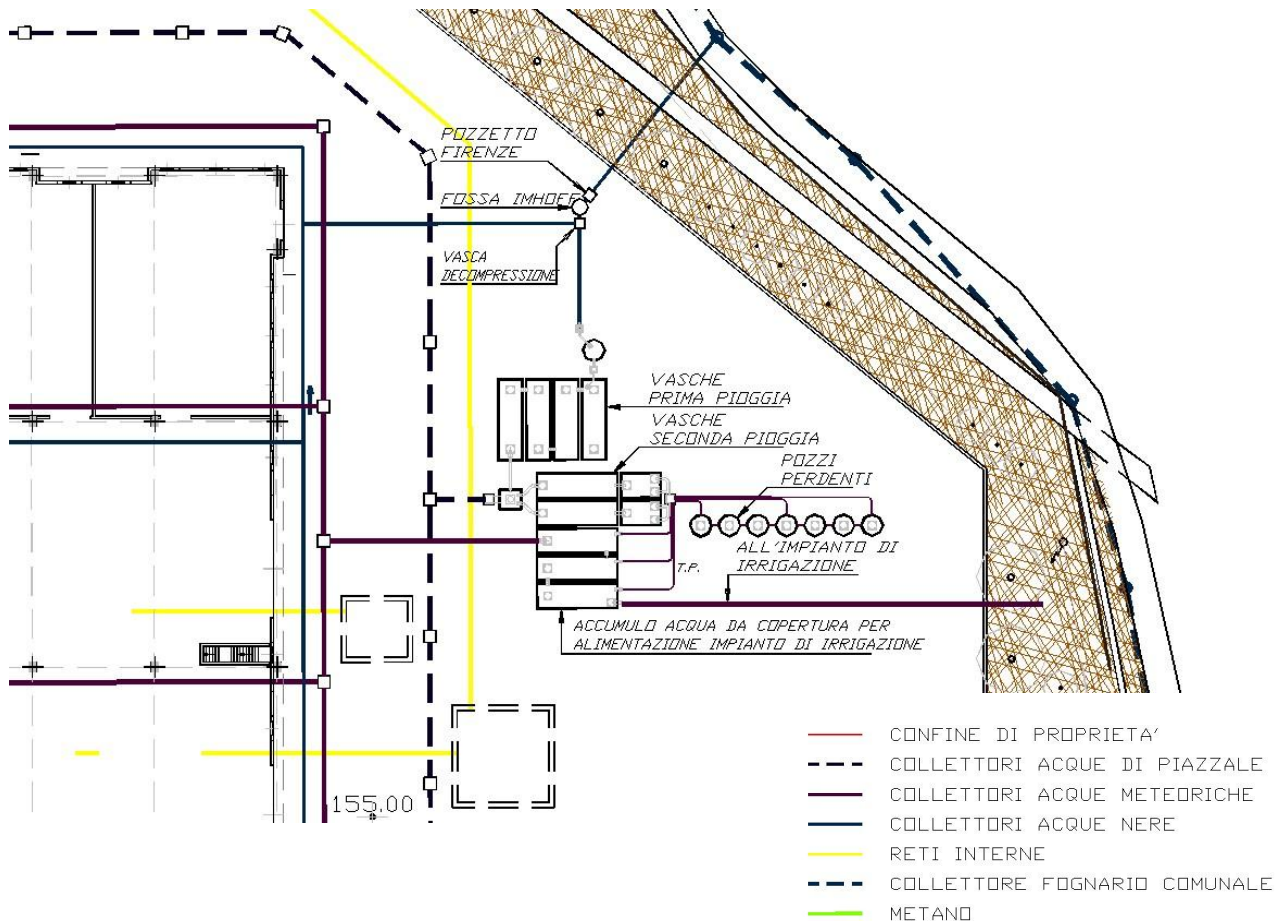 POZZETTO
FIRENZE
FOSSA IMHOFF
VASCA
DECOMPRESSIONE
VASCHE
PRIMA PIOGGIA
VASCHE
SECONDA PIOGGIA
POZZI
PERDENTI
ALL'IMPIANTO DI
IRRIGAZIONE
T.P.
ACCUMULO ACQUA DA COPERTURA PER
ALIMENTAZIONE IMPIANTO DI IRRIGAZIONE
155.00
CONFINE DI PROPRIETA'
COLLETTORI ACQUE DI PIAZZALE
COLLETTORI ACQUE METEORICHE
COLLETTORI ACQUE NERE
RETI INTERNE
COLLETTORE FOGNARIO COMUNALE
METANO